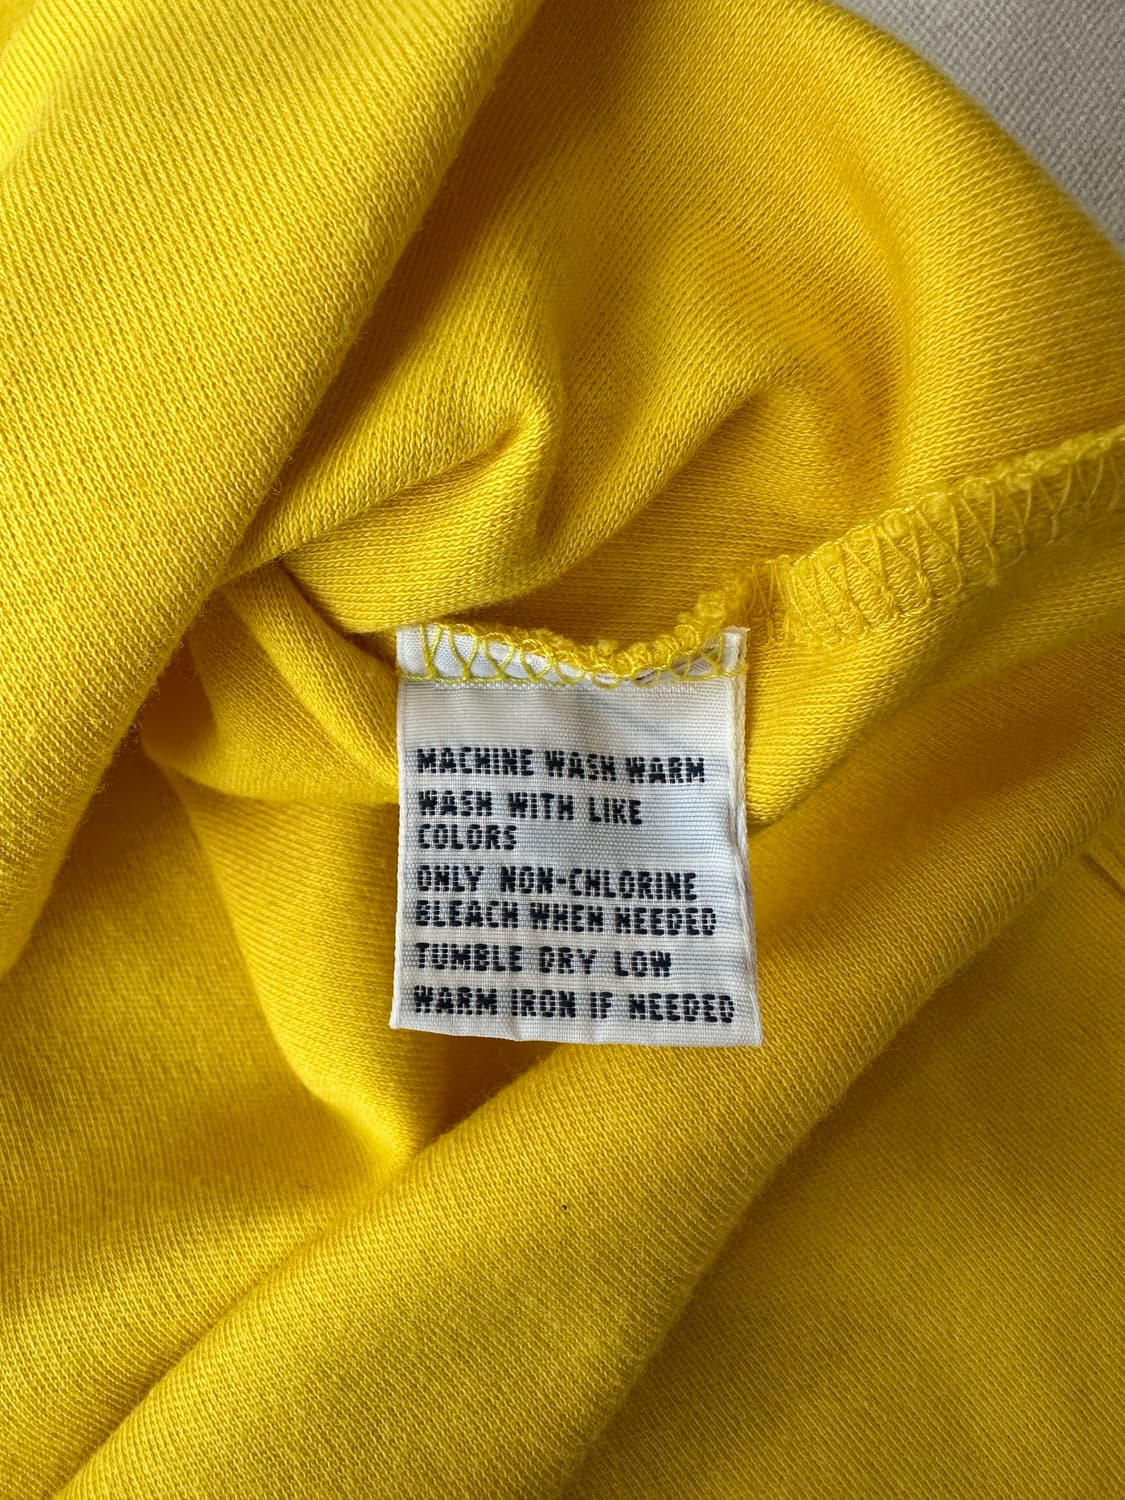 MACHINE WASH WARM
WASH WITH LIKE
COLORS
ONLY NON-CHLORINE
BLEACH WHEN NEEDED
TUMBLE DRY LOW
WARM IRON IF NEEDED